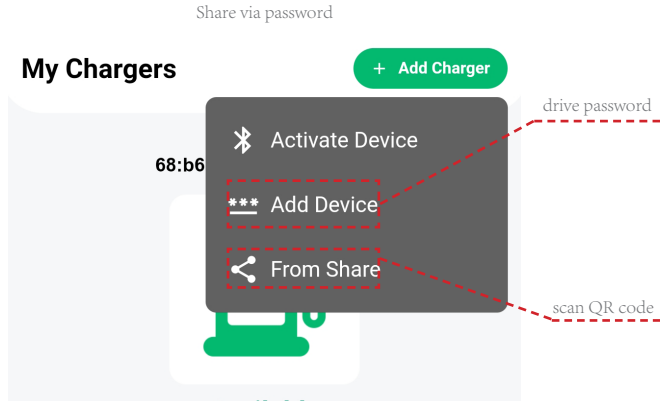 Share via password
My Chargers
+ Add Charger
drive password
Activate Device
68:b6
*** Add Device
From Share
scan QR code